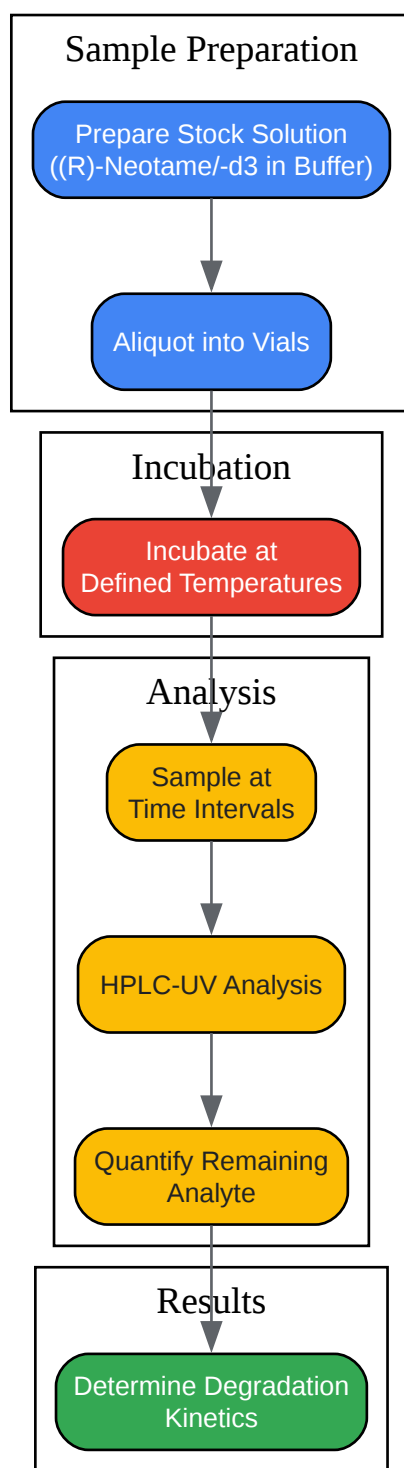 Sample Preparation
Prepare Stock Solution
((R)-Neotame/-d3 in Buffer)
Aliquot into Vials
Incubation
Incubate at
Defined Temperatures
Analysis
Sample at
Time Intervals
HPLC-UV Analysis
Quantify Remaining
Analyte
Results
Determine Degradation
Kinetics